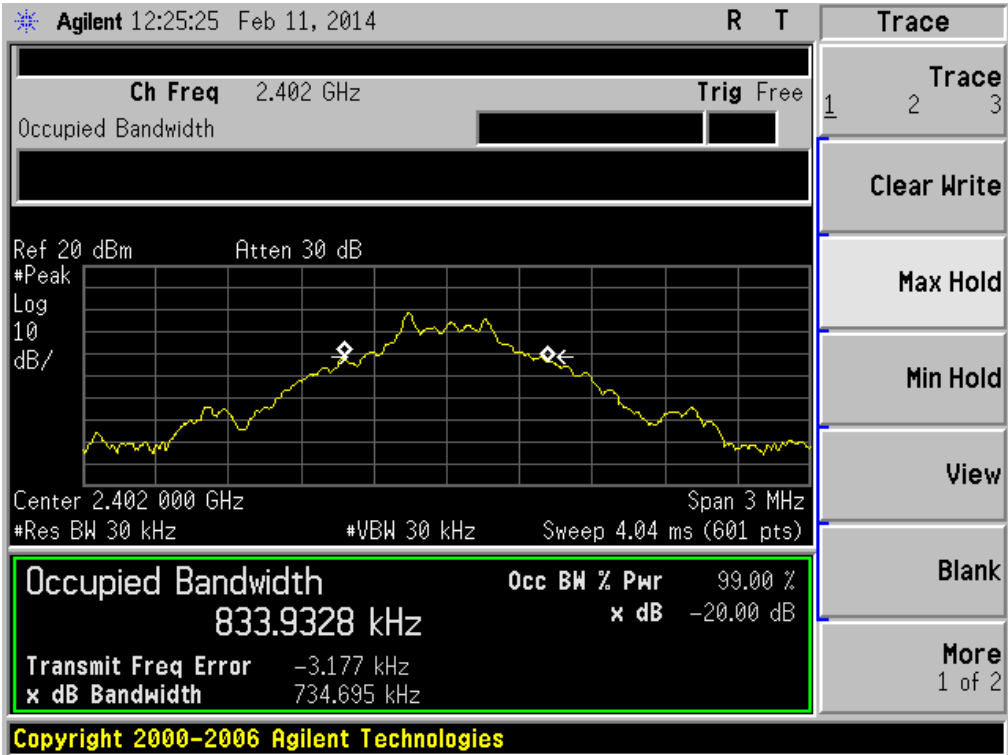 Agilent 12:25:25 Feb 11, 2014 R T
Trace
Ch Freq 2.402 GHz Trig Free
Occupied Bandwidth
Trace
1 2 3
Clear Write
Max Hold
Min Hold
View
Blank
More
1 of 2
Ref 20 dBm Atten 30 dB
#Peak
Log
10
dB/
Center 2.402 000 GHz Span 3 MHz
#Res BW 30 kHz #VBW 30 kHz Sweep 4.04 ms (601 pts)
Occupied Bandwidth
833.9328 kHz
Occ BW % Pwr 99.00 %
x dB -20.00 dB
Transmit Freq Error -3.177 kHz
x dB Bandwidth 734.695 kHz
Copyright 2000-2006 Agilent Technologies